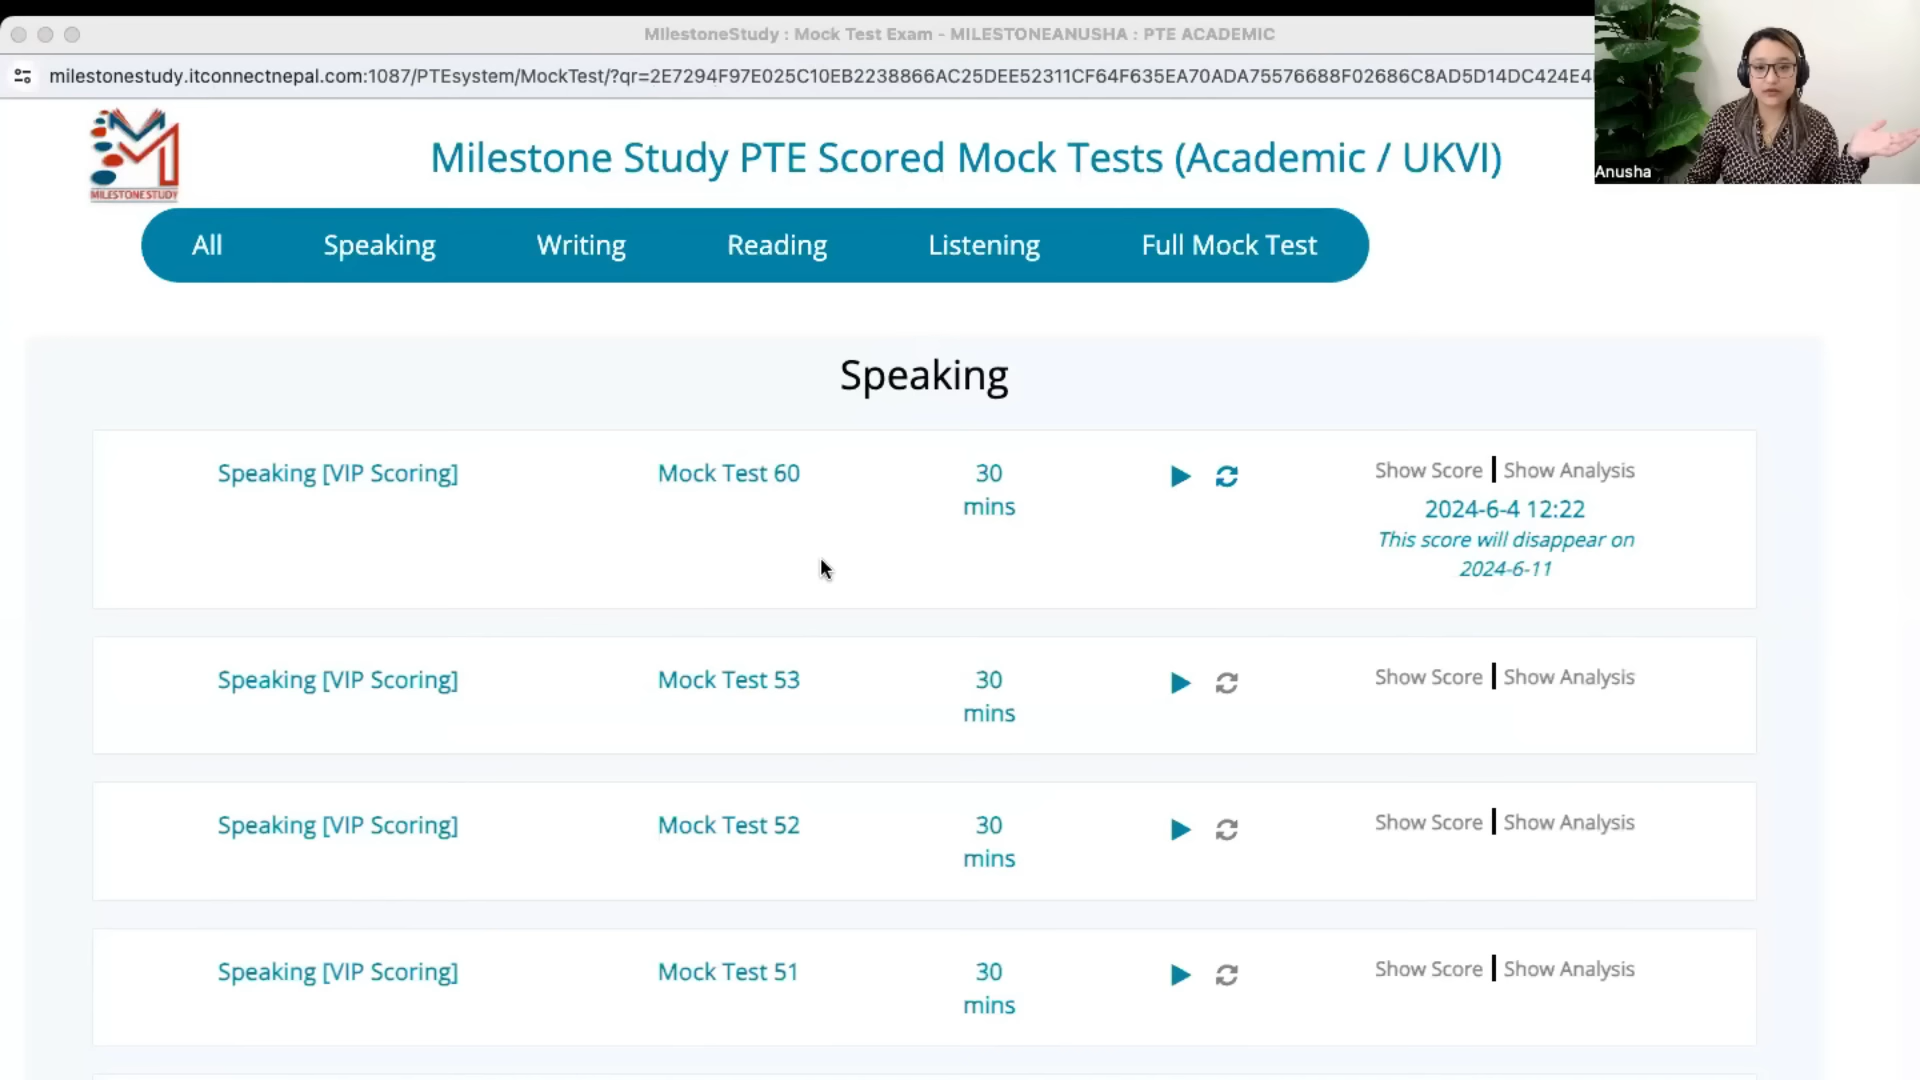 MilestoneStudy : Mock Test Exam - MILESTONEANUSHA : PTE ACADEMIC
milestonestudy.itconnectnepal.com:1087/PTEsystem/MockTest/?qr=2E7294F97E025C10EB2238866AC25DEE52311CF64F635EA70ADA75576688F02686C8AD5D14DC424E4
Anusha
MILESTONESTUDY
Milestone Study PTE Scored Mock Tests (Academic / UKVI)
All Speaking Writing Reading Listening Full Mock Test
Speaking
Speaking [VIP Scoring] Mock Test 60 30 mins Show Score | Show Analysis
2024-6-4 12:22
This score will disappear on
2024-6-11
Speaking [VIP Scoring] Mock Test 53 30 mins Show Score | Show Analysis
Speaking [VIP Scoring] Mock Test 52 30 mins Show Score | Show Analysis
Speaking [VIP Scoring] Mock Test 51 30 mins Show Score | Show Analysis